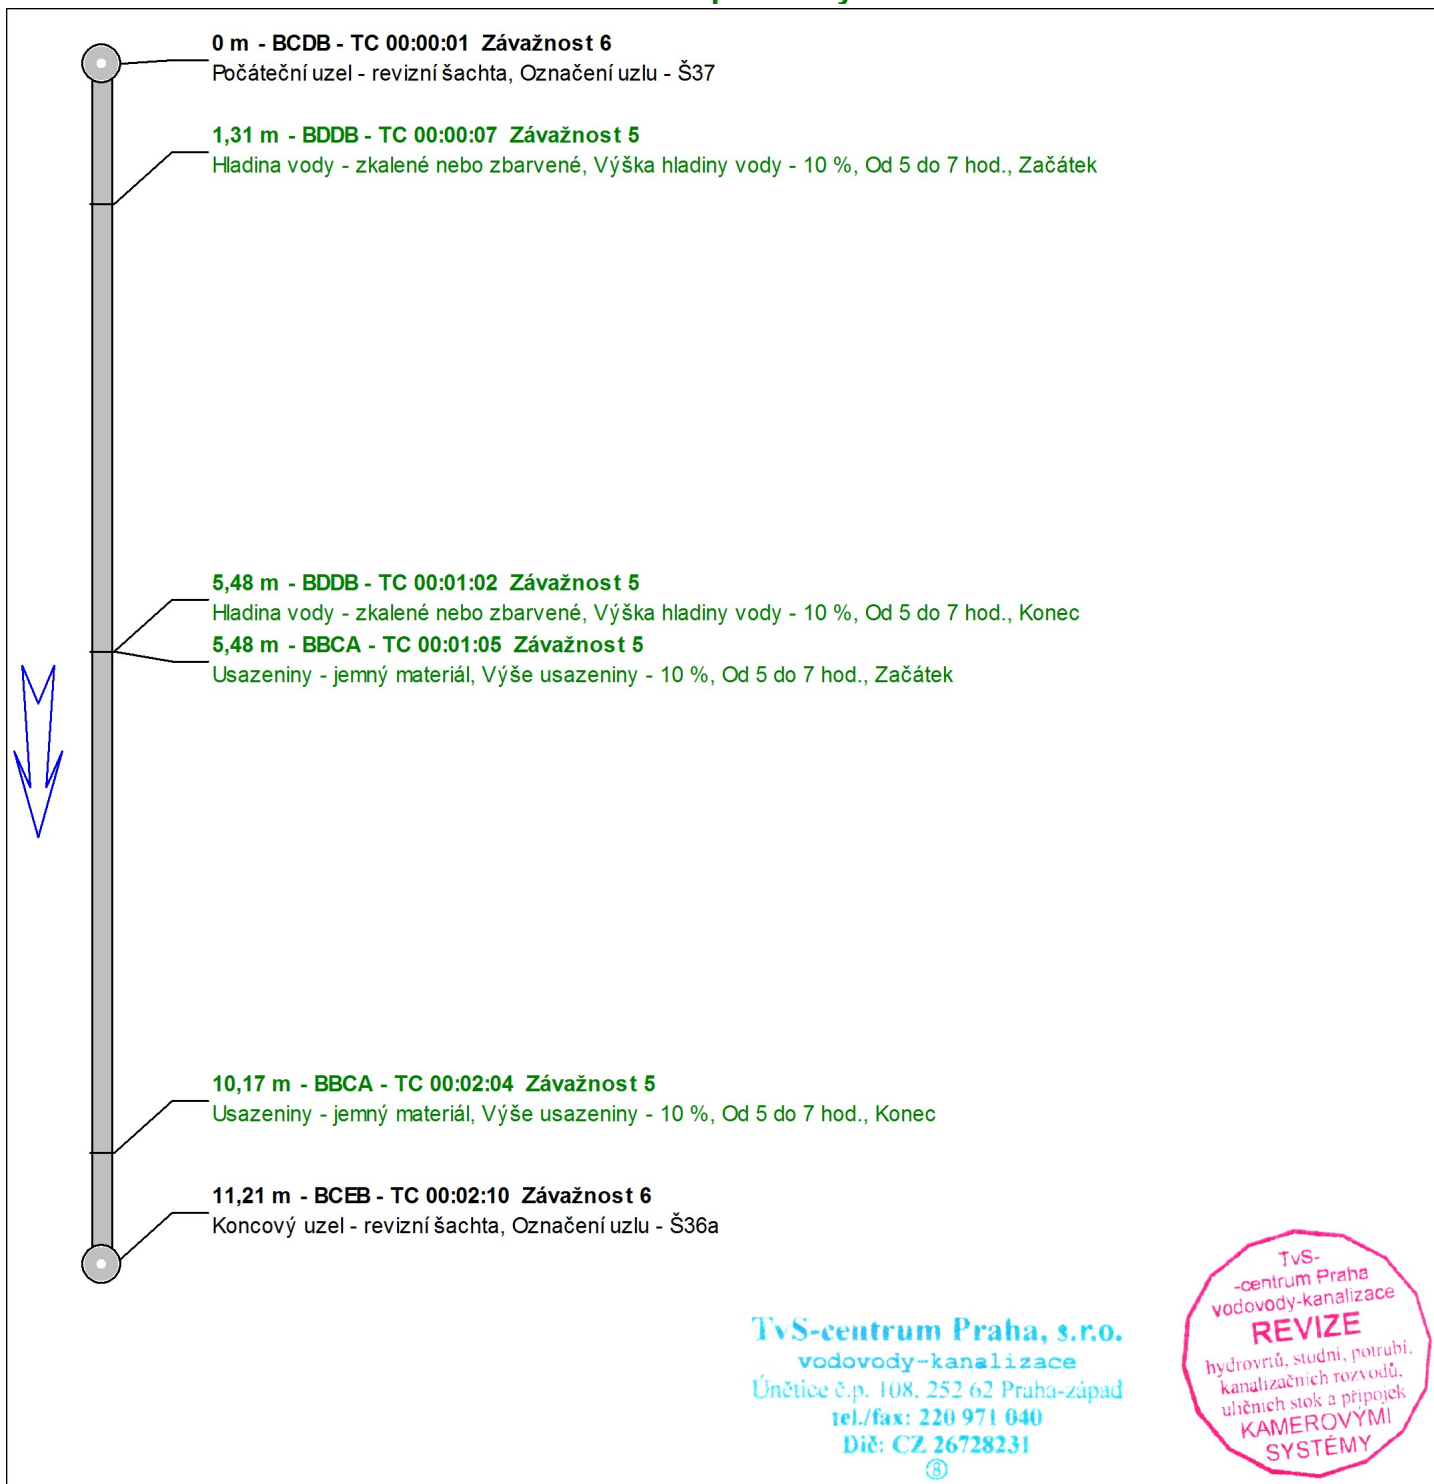 0 m - BCDB - TC 00:00:01 Závažnost 6
Počáteční uzel - revizní šachta, Označení uzlu - Š37
1,31 m - BDDB - TC 00:00:07 Závažnost 5
Hladina vody - zkalené nebo zbarvené, Výška hladiny vody - 10 %, Od 5 do 7 hod., Začátek
5,48 m - BDDB - TC 00:01:02 Závažnost 5
Hladina vody - zkalené nebo zbarvené, Výška hladiny vody - 10 %, Od 5 do 7 hod., Konec
5,48 m - BBCA - TC 00:01:05 Závažnost 5
Usazeniny - jemný materiál, Výše usazeniny - 10 %, Od 5 do 7 hod., Začátek
10,17 m - BBCA - TC 00:02:04 Závažnost 5
Usazeniny - jemný materiál, Výše usazeniny - 10 %, Od 5 do 7 hod., Konec
11,21 m - BCEB - TC 00:02:10 Závažnost 6
Koncový uzel - revizní šachta, Označení uzlu - Š36a
TvS-centrum Praha, s.r.o.
vodovody-kanalizace
Únětice č.p. 108, 252 62 Praha-západ
tel./fax: 220 971 040
Dič: CZ 26728231
⑧
TvS-
-centrum Praha
vodovody-kanalizace
REVIZE
hydrovrtů, studní, potrubí,
kanalizačních rozvodů,
uličních stok a přípojek
KAMEROVÝMI
SYSTÉMY